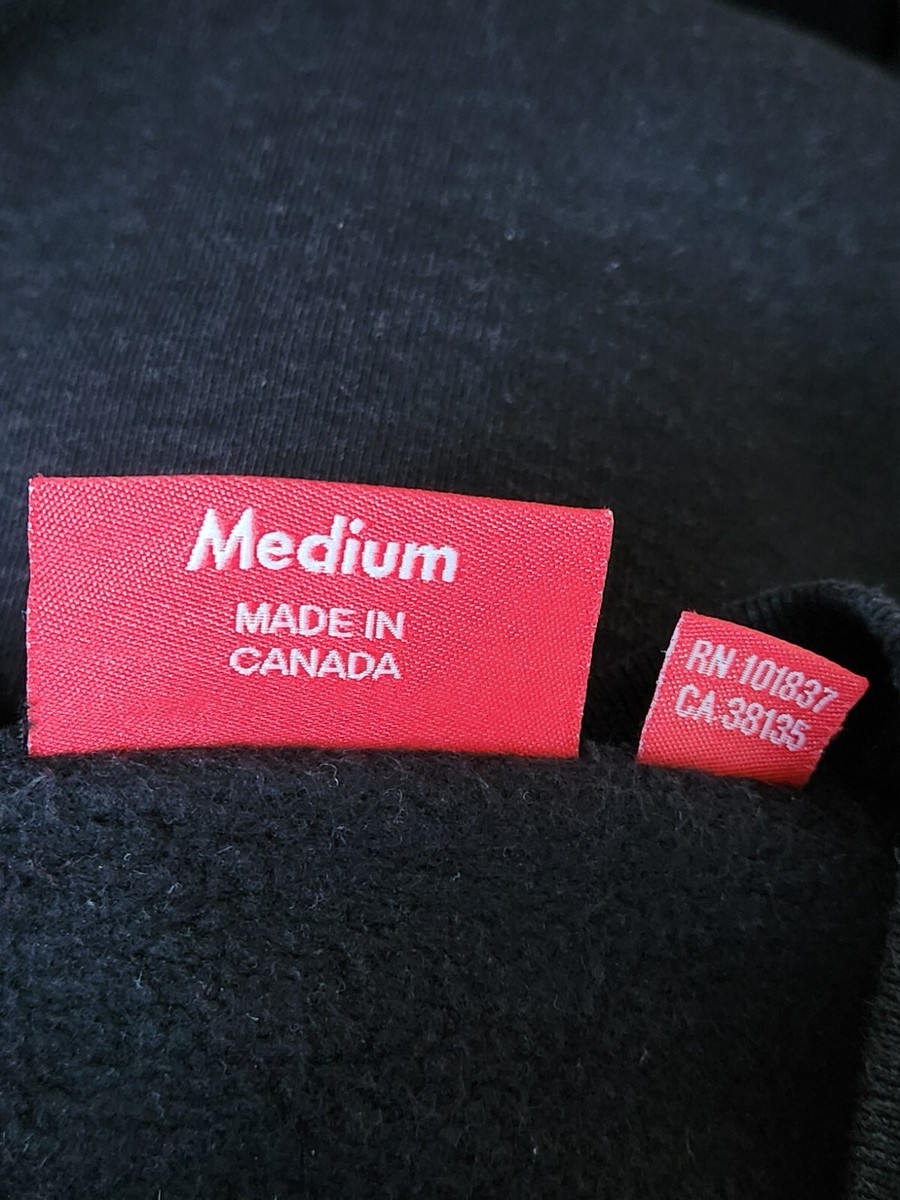 Medium
MADE IN
CANADA
RN 101837
CA 38135